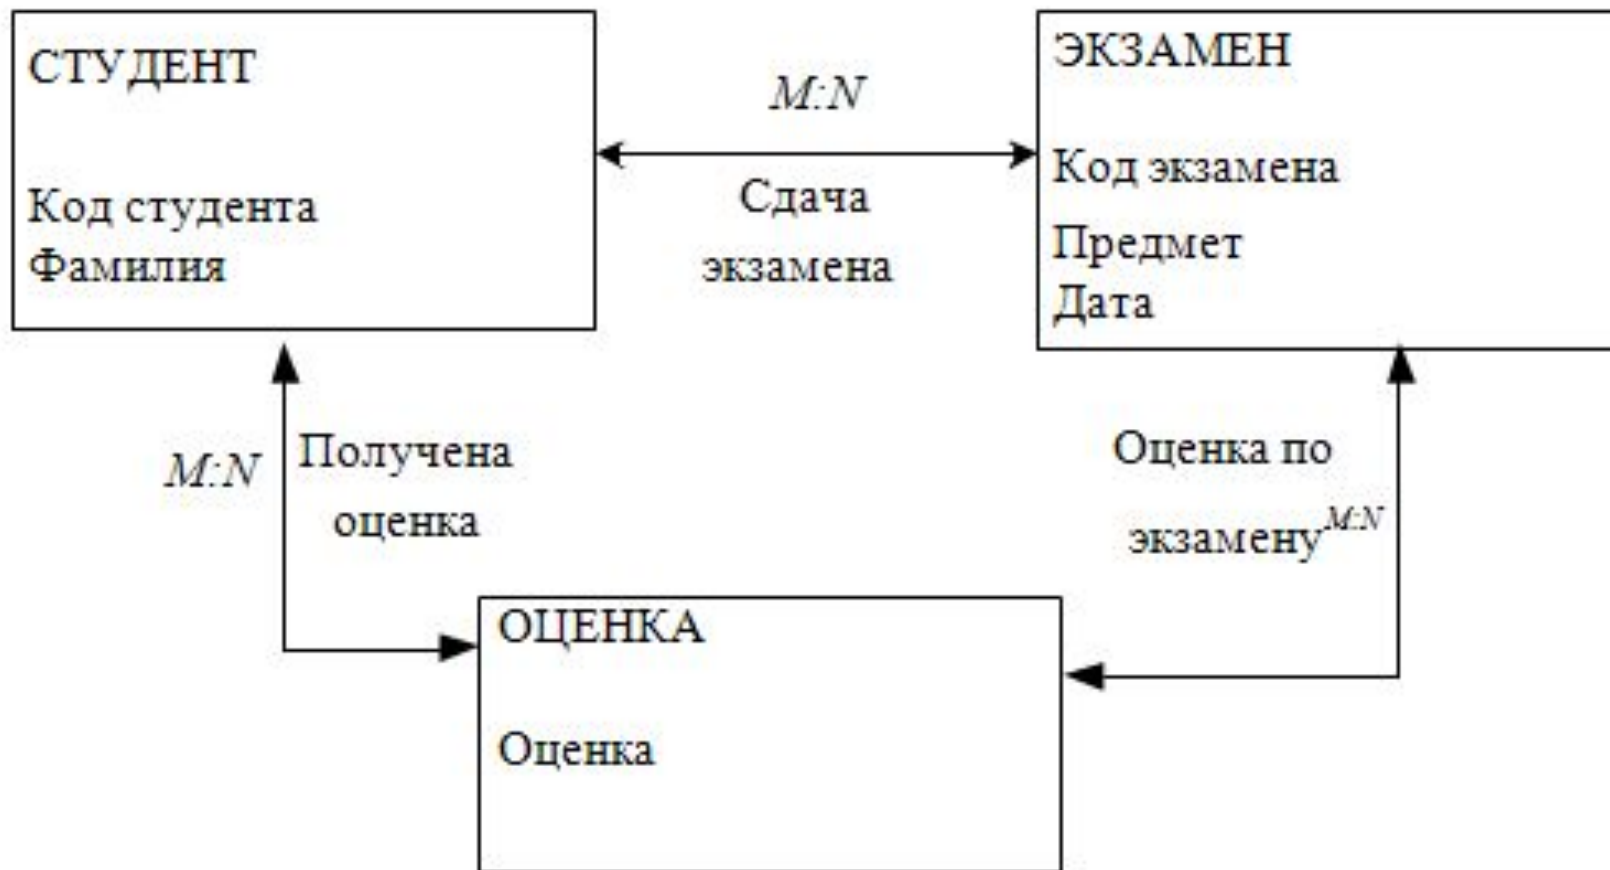 СТУДЕНТ
Код студента
Фамилия
M:N
Сдача
экзамена
ЭКЗАМЕН
Код экзамена
Предмет
Дата
M:N
Получена
оценка
Оценка по
экзамену M:N
ОЦЕНКА
Оценка